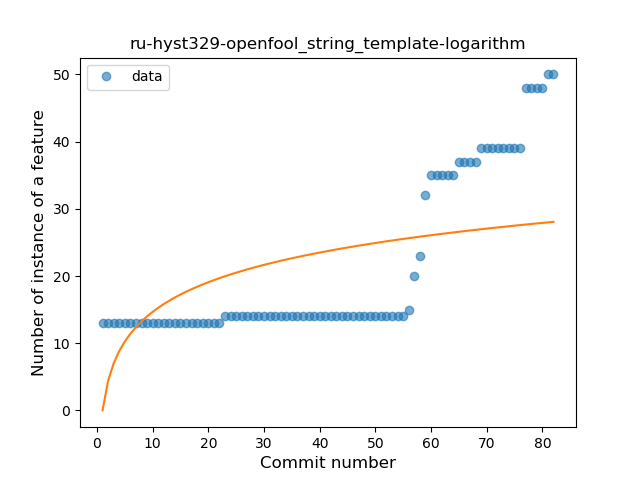 ru-hyst329-openfool_string_template-logarithm
data
Number of instance of a feature
50
40
30
20
10
0
0 10 20 30 40 50 60 70 80
Commit number